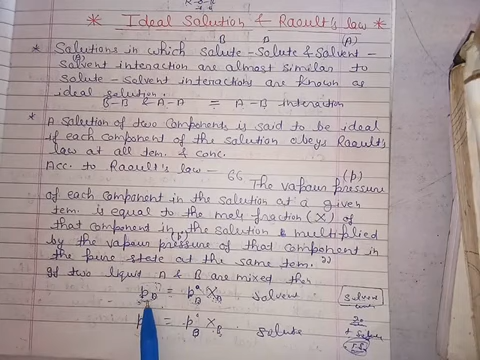 * Ideal Solution & Raoult's law *
B A (A)
* Solutions in which solute-solute & solvent-
(B)
solvent interaction are almost similar to
solute-solvent interactions are known as
ideal solution.
B-B & A-A = A-B interaction
* A solution of two components is said to be ideal
if each component of the solution obeys Raoult's
law at all tem. & conc.
Acc. to Raoult's law - 66 The vapour pressure (p)
of each component in the solution at a given
tem. is equal to the mole fraction (X) of
that component in the solution multiplied
by the vapour pressure of that component in
the pure state at the same tem. ”
If two liquid A & B are mixed then
p = p°B XB solvent
p = p°B XB . solute
solvent
+ solute